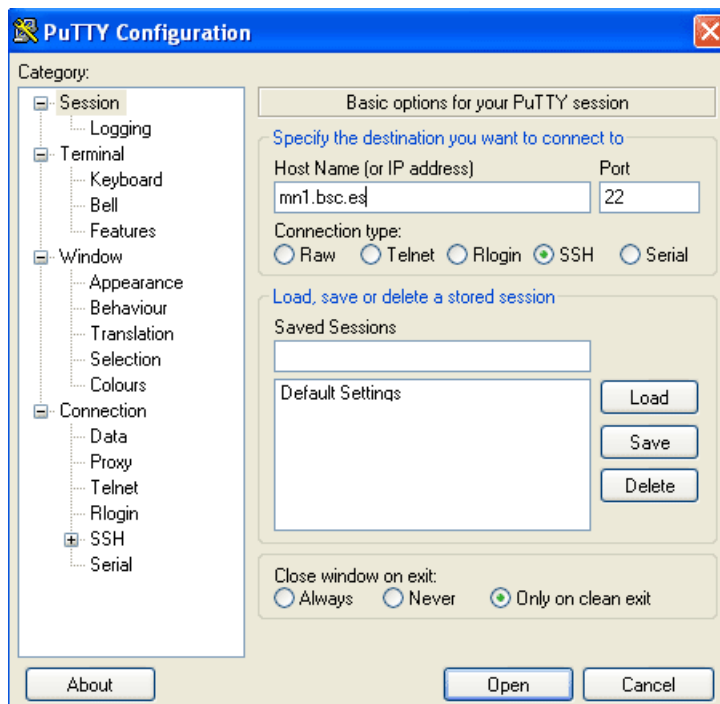 PuTTY Configuration
Category:
Session
Logging
Terminal
Keyboard
Bell
Features
Window
Appearance
Behaviour
Translation
Selection
Colours
Connection
Data
Proxy
Telnet
Rlogin
SSH
Serial
Basic options for your PuTTY session
Specify the destination you want to connect to
Host Name (or IP address) Port
mn1.bsc.es 22
Connection type:
Raw Telnet Rlogin SSH Serial
Load, save or delete a stored session
Saved Sessions
Default Settings
Load
Save
Delete
Close window on exit:
Always Never Only on clean exit
About Open Cancel